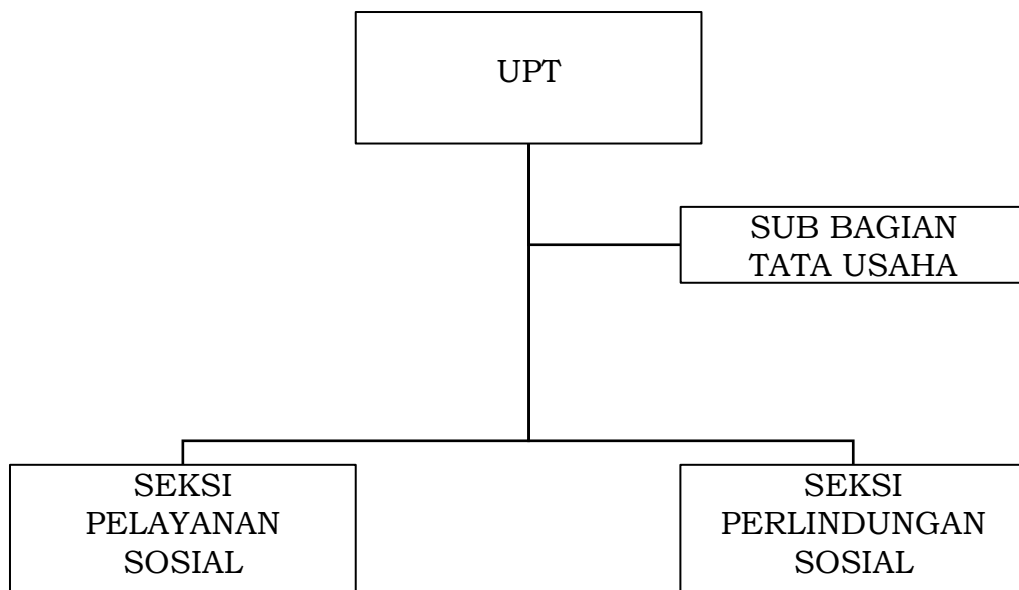 UPT
SUB BAGIAN
TATA USAHA
SEKSI
PELAYANAN
SOSIAL
SEKSI
PERLINDUNGAN
SOSIAL